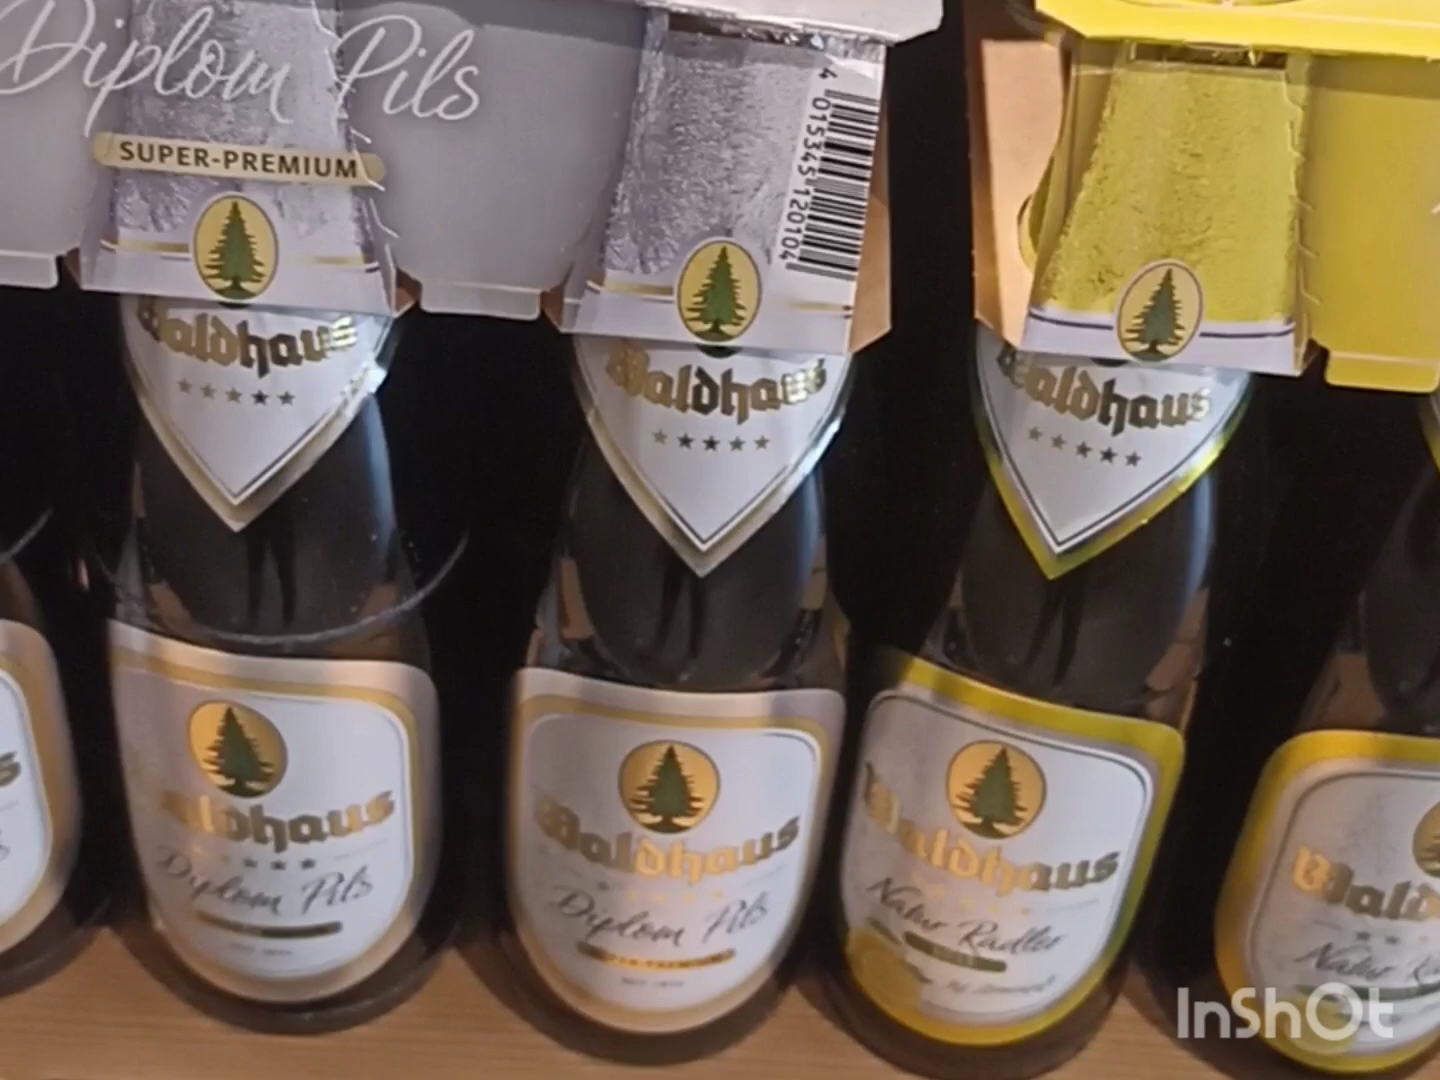 Diplom Pils
SUPER-PREMIUM
4 015345 120104
Waldhaus
Waldhaus
Waldhaus
Waldhaus
Diplom Pils
Waldhaus
Diplom Pils
Waldhaus
Natur Radler
Natur
InShOt